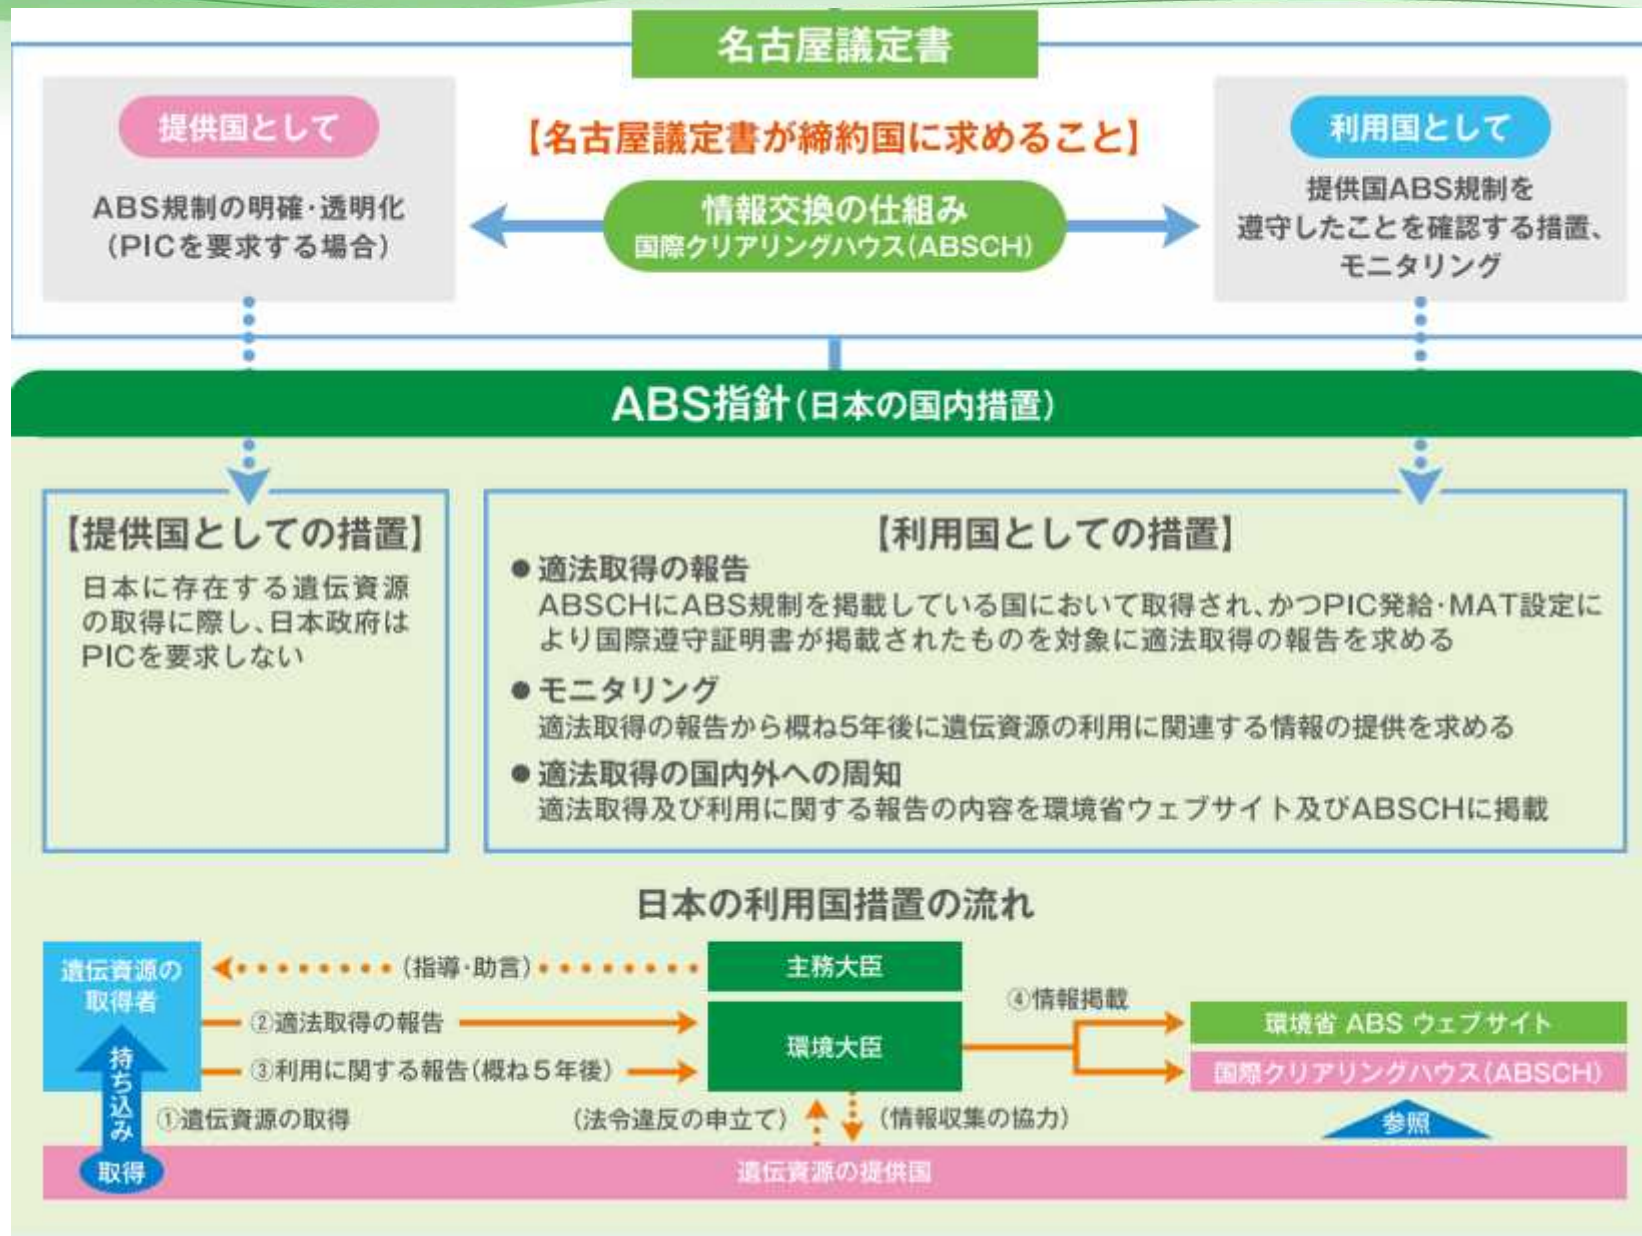 名古屋議定書
提供国として
ABS規制の明確・透明化
(PICを要求する場合)
【名古屋議定書が締約国に求めること】
情報交換の仕組み
国際クリアリングハウス(ABSCH)
利用国として
提供国ABS規制を
遵守したことを確認する措置、
モニタリング
ABS指針(日本の国内措置)
【提供国としての措置】
日本に存在する遺伝資源
の取得に際し、日本政府は
PICを要求しない
【利用国としての措置】
●適法取得の報告
ABSCHにABS規制を掲載している国において取得され、かつPIC発給・MAT設定に
より国際遵守証明書が掲載されたものを対象に適法取得の報告を求める
●モニタリング
適法取得の報告から概ね5年後に遺伝資源の利用に関連する情報の提供を求める
●適法取得の国内外への周知
適法取得及び利用に関する報告の内容を環境省ウェブサイト及びABSCHに掲載
日本の利用国措置の流れ
遺伝資源の
取得者
(指導・助言)
主務大臣
②適法取得の報告
③利用に関する報告(概ね5年後)
環境大臣
④情報掲載
環境省 ABS ウェブサイト
国際クリアリングハウス(ABSCH)
持ち込み
①遺伝資源の取得
(法令違反の申立て)
(情報収集の協力)
参照
取得
遺伝資源の提供国